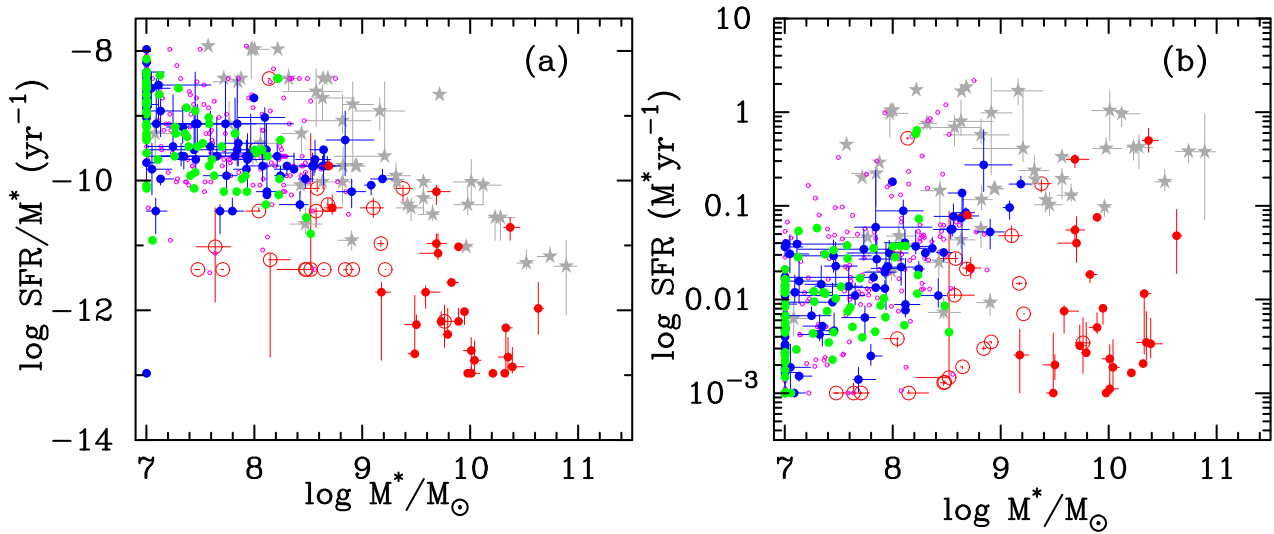 (a)
log SFR/M* (yr⁻¹)
−8
−10
−12
−14
7 8 9 10 11
log M*/M⊙
(b)
log SFR (M*yr⁻¹)
10
1
0.1
0.01
10⁻³
7 8 9 10 11
log M*/M⊙